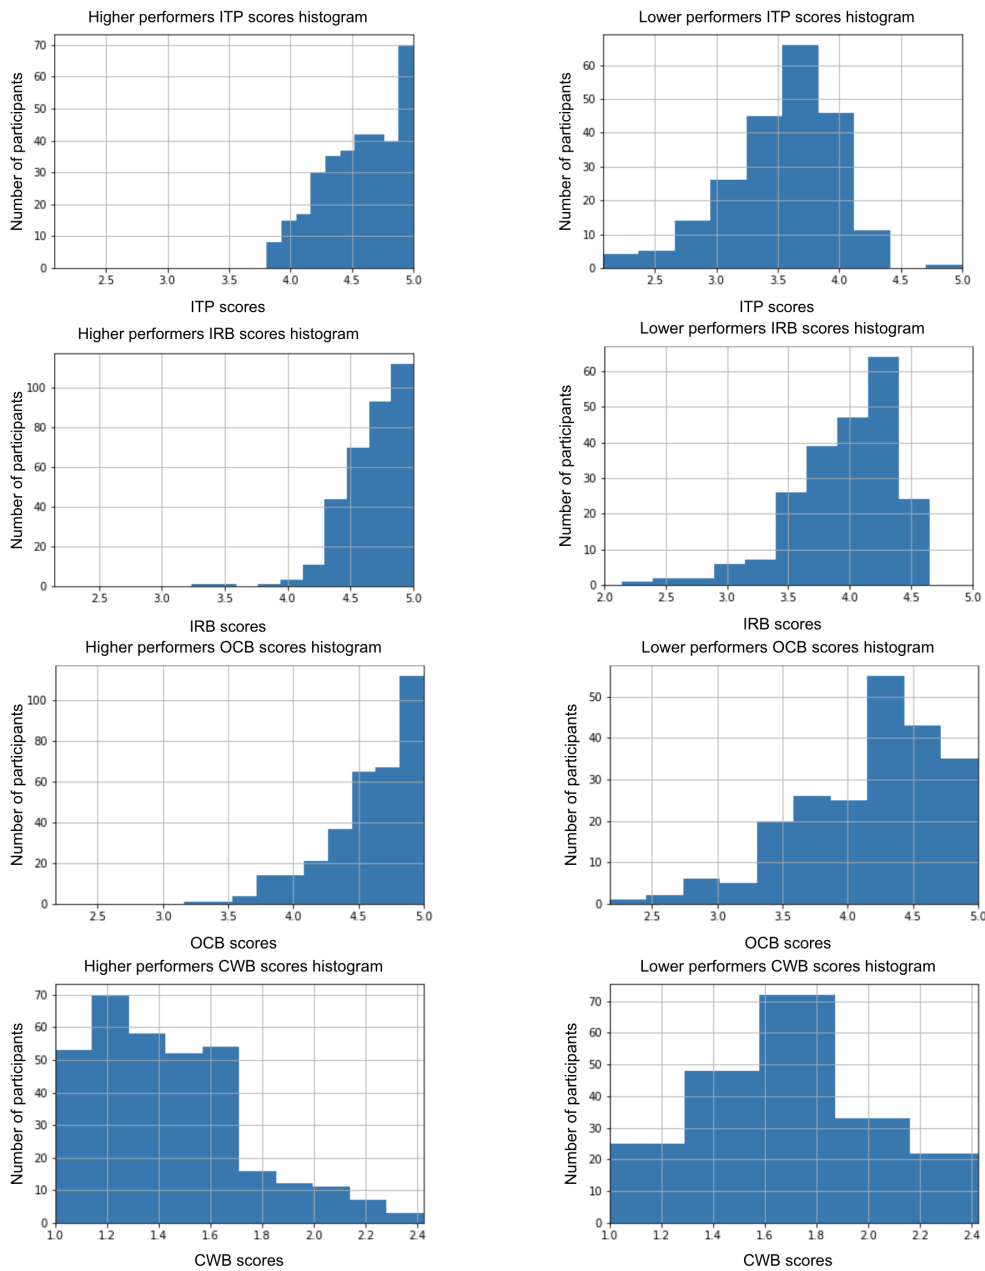 Higher performers ITP scores histogram
Number of participants
70
60
50
40
30
20
10
0
2.5 3.0 3.5 4.0 4.5 5.0
ITP scores
Lower performers ITP scores histogram
Number of participants
60
50
40
30
20
10
0
2.5 3.0 3.5 4.0 4.5 5.0
ITP scores
Higher performers IRB scores histogram
Number of participants
100
80
60
40
20
0
2.5 3.0 3.5 4.0 4.5 5.0
IRB scores
Lower performers IRB scores histogram
Number of participants
60
50
40
30
20
10
0
2.0 2.5 3.0 3.5 4.0 4.5 5.0
IRB scores
Higher performers OCB scores histogram
Number of participants
100
80
60
40
20
0
2.5 3.0 3.5 4.0 4.5 5.0
OCB scores
Lower performers OCB scores histogram
Number of participants
50
40
30
20
10
0
2.5 3.0 3.5 4.0 4.5 5.0
OCB scores
Higher performers CWB scores histogram
Number of participants
70
60
50
40
30
20
10
0
1.0 1.2 1.4 1.6 1.8 2.0 2.2 2.4
CWB scores
Lower performers CWB scores histogram
Number of participants
70
60
50
40
30
20
10
0
1.0 1.2 1.4 1.6 1.8 2.0 2.2 2.4
CWB scores